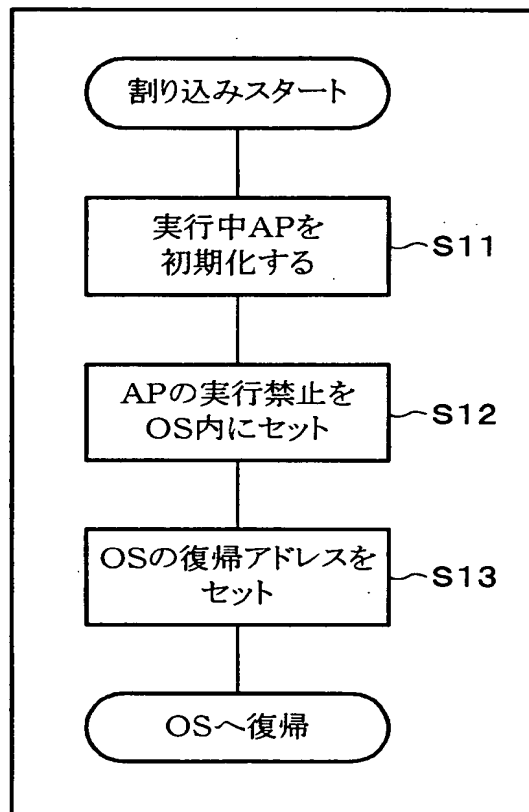 割り込みスタート
実行中APを
初期化する
S11
APの実行禁止を
OS内にセット
S12
OSの復帰アドレスを
セット
S13
OSへ復帰